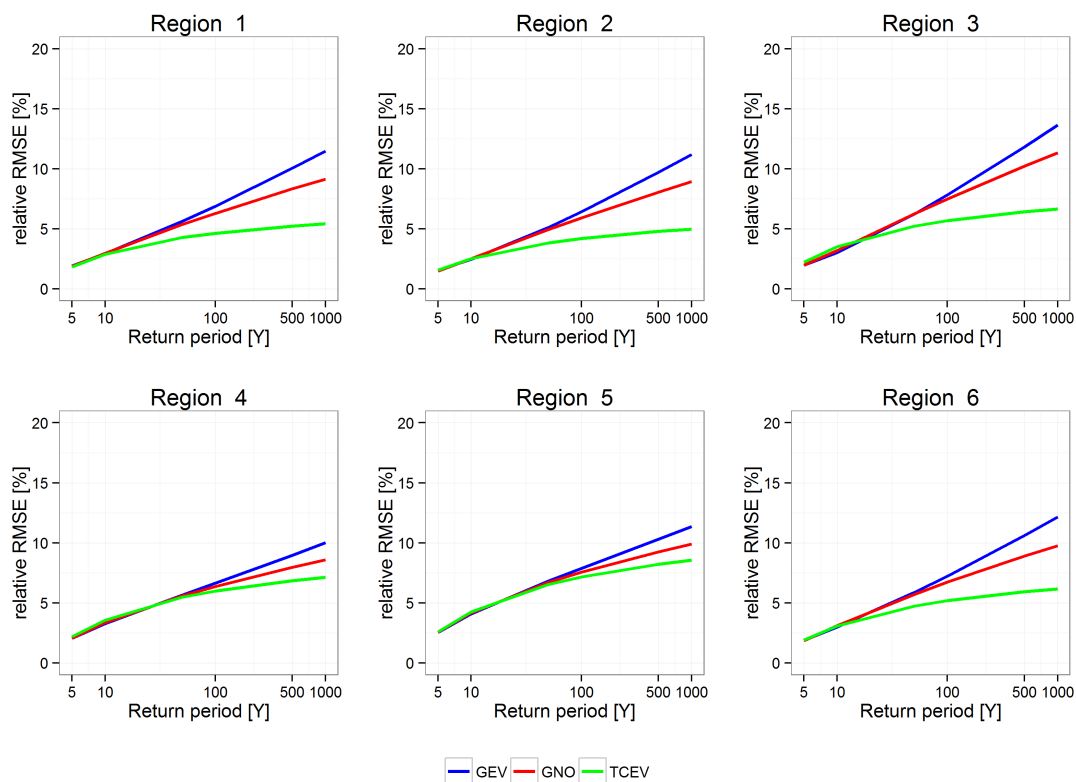 Region 1
Region 2
Region 3
20
15
10
5
0
relative RMSE [%]
5 10 100 500 1000
Return period [Y]
20
15
10
5
0
relative RMSE [%]
5 10 100 500 1000
Return period [Y]
20
15
10
5
0
relative RMSE [%]
5 10 100 500 1000
Return period [Y]
Region 4
Region 5
Region 6
20
15
10
5
0
relative RMSE [%]
5 10 100 500 1000
Return period [Y]
20
15
10
5
0
relative RMSE [%]
5 10 100 500 1000
Return period [Y]
20
15
10
5
0
relative RMSE [%]
5 10 100 500 1000
Return period [Y]
GEV GNO TCEV